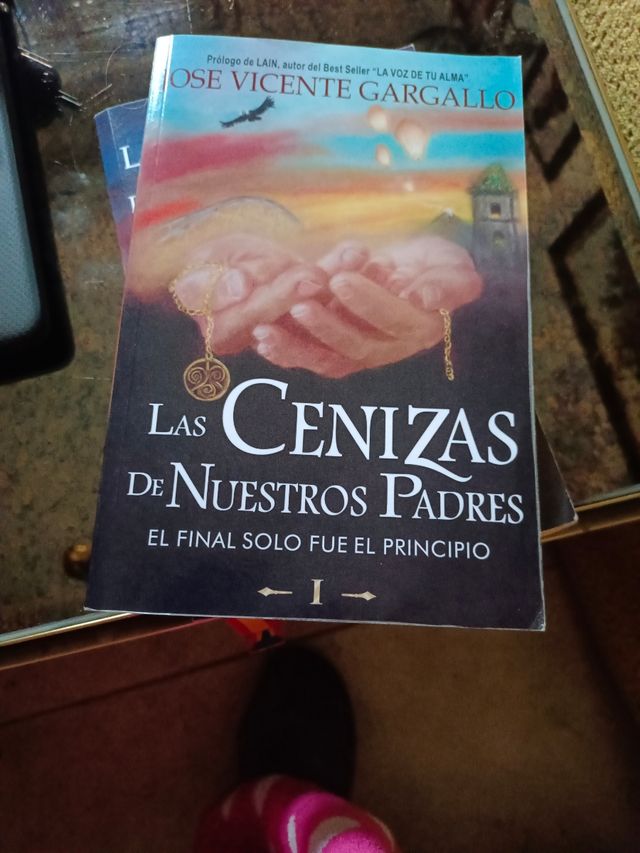 Prólogo de LAIN, autor del Best Seller "LA VOZ DE TU ALMA"
JOSE VICENTE GARGALLO
LAS CENIZAS
DE NUESTROS PADRES
EL FINAL SOLO FUE EL PRINCIPIO
I
L